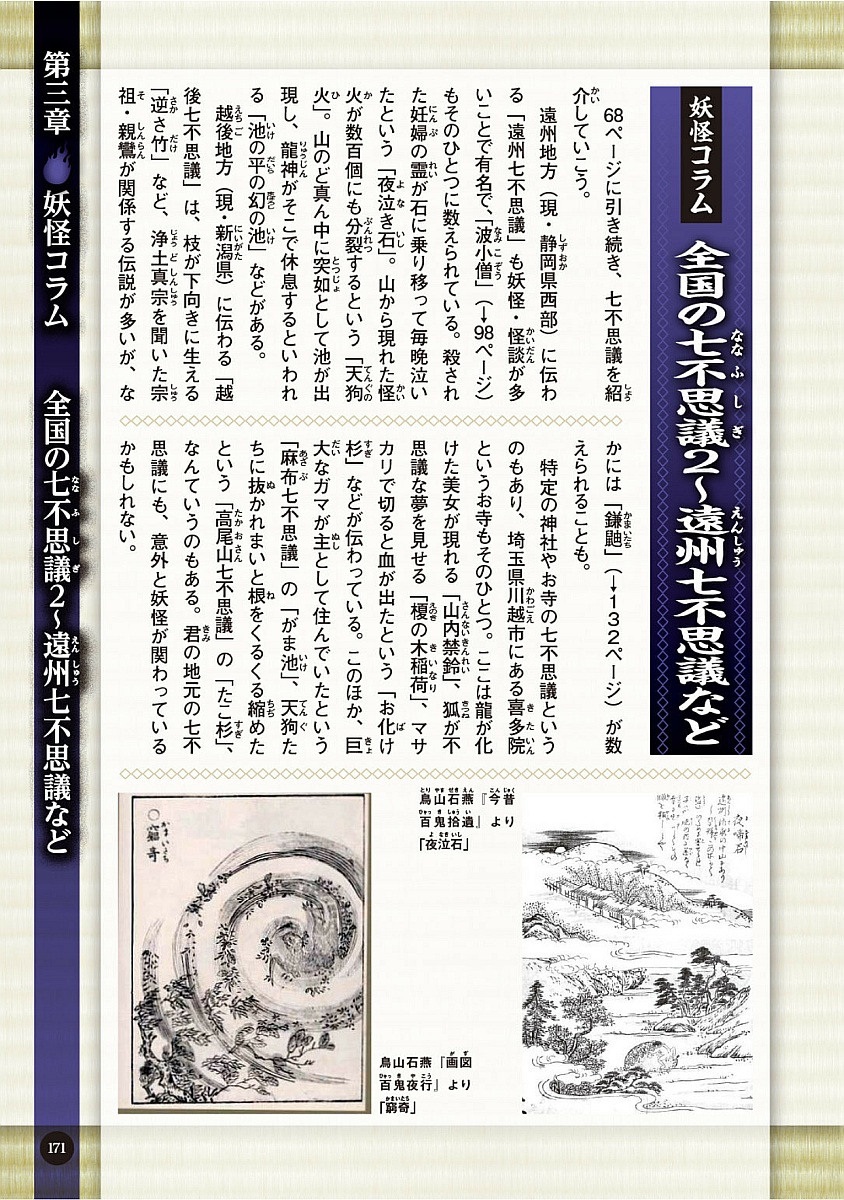 妖怪コラム
全国の七不思議2〜遠州七不思議など
68ページに引き続き、七不思議を紹
介していこう。
遠州地方（現・静岡県西部）に伝わ
る「遠州七不思議」も妖怪・怪談が多
いことで有名で、「波小僧」（→98ページ）
もそのひとつに数えられている。殺され
た妊婦の霊が石に乗り移って毎晩泣い
たという「夜泣き石」。山から現れた怪
火が数百個にも分裂するという「天狗
火」。山のど真ん中に突如として池が出
現し、龍神がそこで休息するといわれ
る「池の平の幻の池」などがある。
越後地方（現・新潟県）に伝わる「越
後七不思議」は、枝が下向きに生える
「逆さ竹」など、浄土真宗を聞いた宗
祖・親鸞が関係する伝説が多いが、な
かには「鎌鼬」（→132ページ）が数
えられることも。
特定の神社やお寺の七不思議という
のもあり、埼玉県川越市にある喜多院
というお寺もそのひとつ。ここは龍が化
けた美女が現れる「山内禁鈴」、狐が不
思議な夢を見せる「榎の木稲荷」、マサ
カリで切ると血が出たという「お化け
杉」などが伝わっている。このほか、巨
大なガマが主として住んでいたという
「麻布七不思議」の「がま池」、天狗た
ちに抜かれまいと根をくるくる縮めた
という「高尾山七不思議」の「たこ杉」、
なんていうのもある。君の地元の七不
思議にも、意外と妖怪が関わっている
かもしれない。
鳥山石燕『今昔
百鬼拾遺』より
「夜泣石」
夜啼石
鳥山石燕『画図
百鬼夜行』より
「窮奇」
窮奇
かまいたち
第三章 妖怪コラム 全国の七不思議2〜遠州七不思議など
171